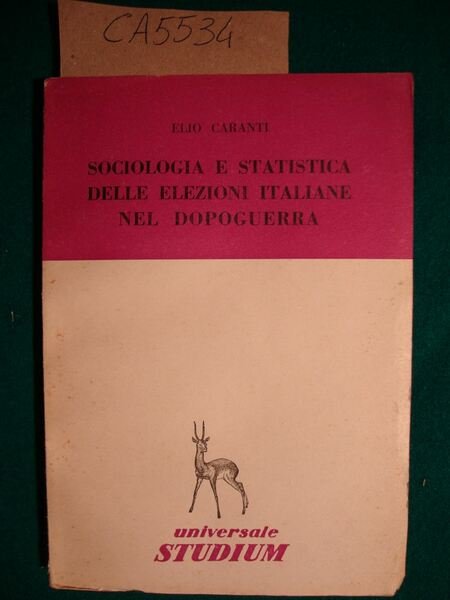 CA5534
ELIO CARANTI
SOCIOLOGIA E STATISTICA
DELLE ELEZIONI ITALIANE
NEL DOPOGUERRA
universale
STUDIUM